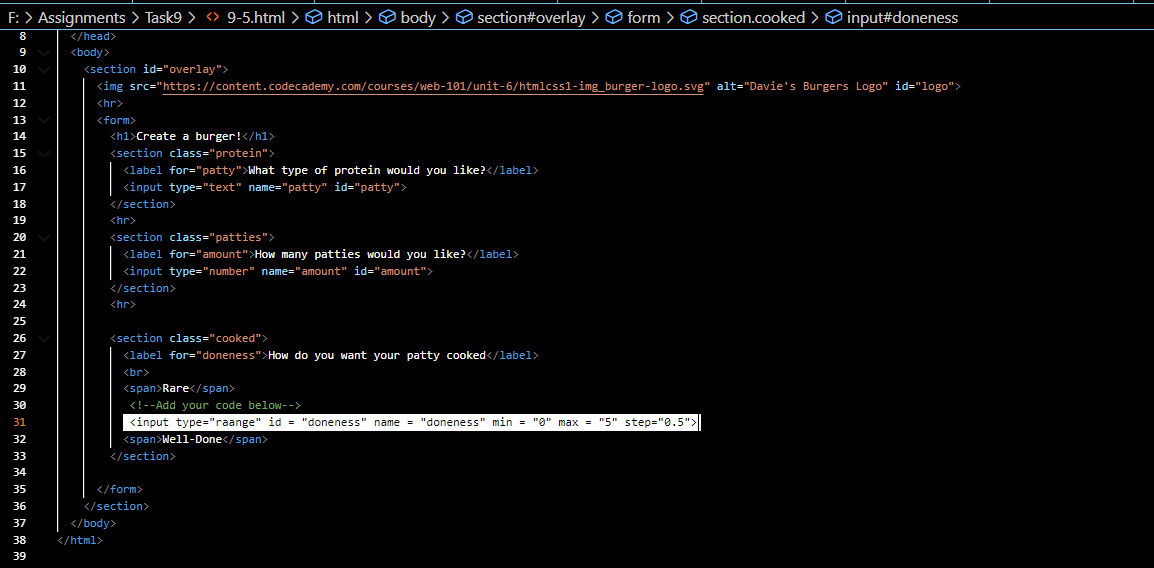 F: > Assignments > Task9 > <> 9-5.html > html > body > section#overlay > form > section.cooked > input#doneness
8 </head>
9 <body>
10 <section id="overlay">
11 <img src="https://content.codecademy.com/courses/web-101/unit-6/htmlcss1-img_burger-logo.svg" alt="Davie's Burgers Logo" id="logo">
12 <hr>
13 <form>
14 <h1>Create a burger!</h1>
15 <section class="protein">
16 <label for="patty">What type of protein would you like?</label>
17 <input type="text" name="patty" id="patty">
18 </section>
19 <hr>
20 <section class="patties">
21 <label for="amount">How many patties would you like?</label>
22 <input type="number" name="amount" id="amount">
23 </section>
24 <hr>
25
26 <section class="cooked">
27 <label for="doneness">How do you want your patty cooked</label>
28 <br>
29 <span>Rare</span>
30 <!--Add your code below-->
31 <input type="raange" id = "doneness" name = "doneness" min = "0" max = "5" step="0.5">
32 <span>Well-Done</span>
33 </section>
34
35 </form>
36 </section>
37 </body>
38 </html>
39